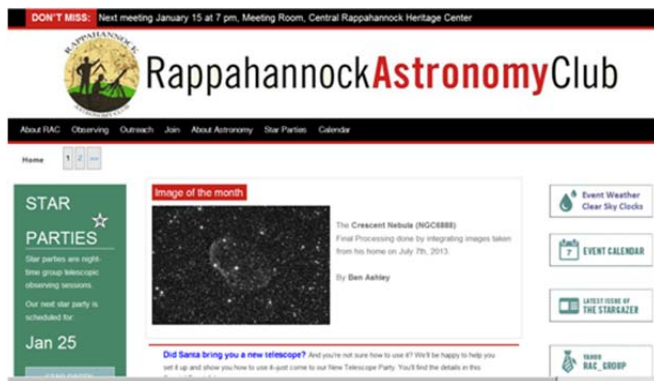 DON'T MISS: Next meeting January 15 at 7 pm, Meeting Room, Central Rappahannock Heritage Center
RAPPAHANNOCK
ASTRONOMY CLUB
RappahannockAstronomyClub
About RAC Observing Outreach Join About Astronomy Star Parties Calendar
Home 1 2 »»
STAR
PARTIES
Star parties are night-
time group telescopic
observing sessions.
Our next star party is
scheduled for:
Jan 25
Image of the month
The Crescent Nebula (NGC6888)
Final Processing done by integrating images taken
from his home on July 7th, 2013.
By Ben Ashley
Did Santa bring you a new telescope? And you're not sure how to use it? We'll be happy to help you
set it up and show you how to use it-just come to our New Telescope Party. You'll find the details in this
Event Weather
Clear Sky Clocks
7 EVENT CALENDAR
LATEST ISSUE OF
THE STARGAZER
YAHOO
RAC_GROUP